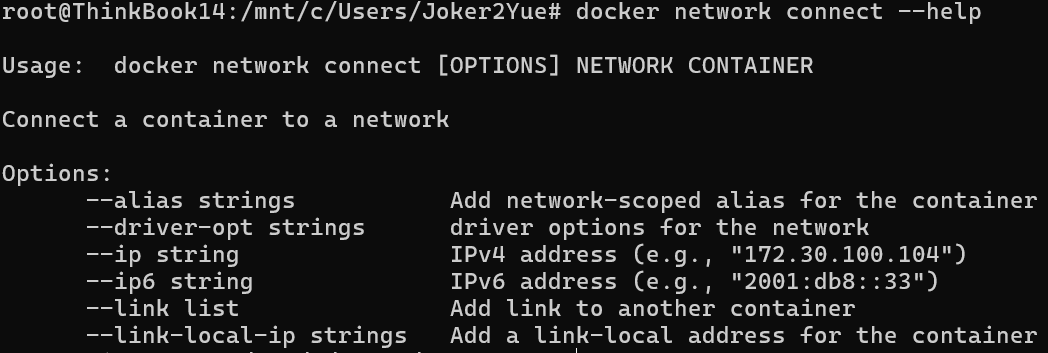 root@ThinkBook14:/mnt/c/Users/Joker2Yue# docker network connect --help
Usage:  docker network connect [OPTIONS] NETWORK CONTAINER
Connect a container to a network
Options:
      --alias strings           Add network-scoped alias for the container
      --driver-opt strings      driver options for the network
      --ip string               IPv4 address (e.g., "172.30.100.104")
      --ip6 string              IPv6 address (e.g., "2001:db8::33")
      --link list               Add link to another container
      --link-local-ip strings   Add a link-local address for the container